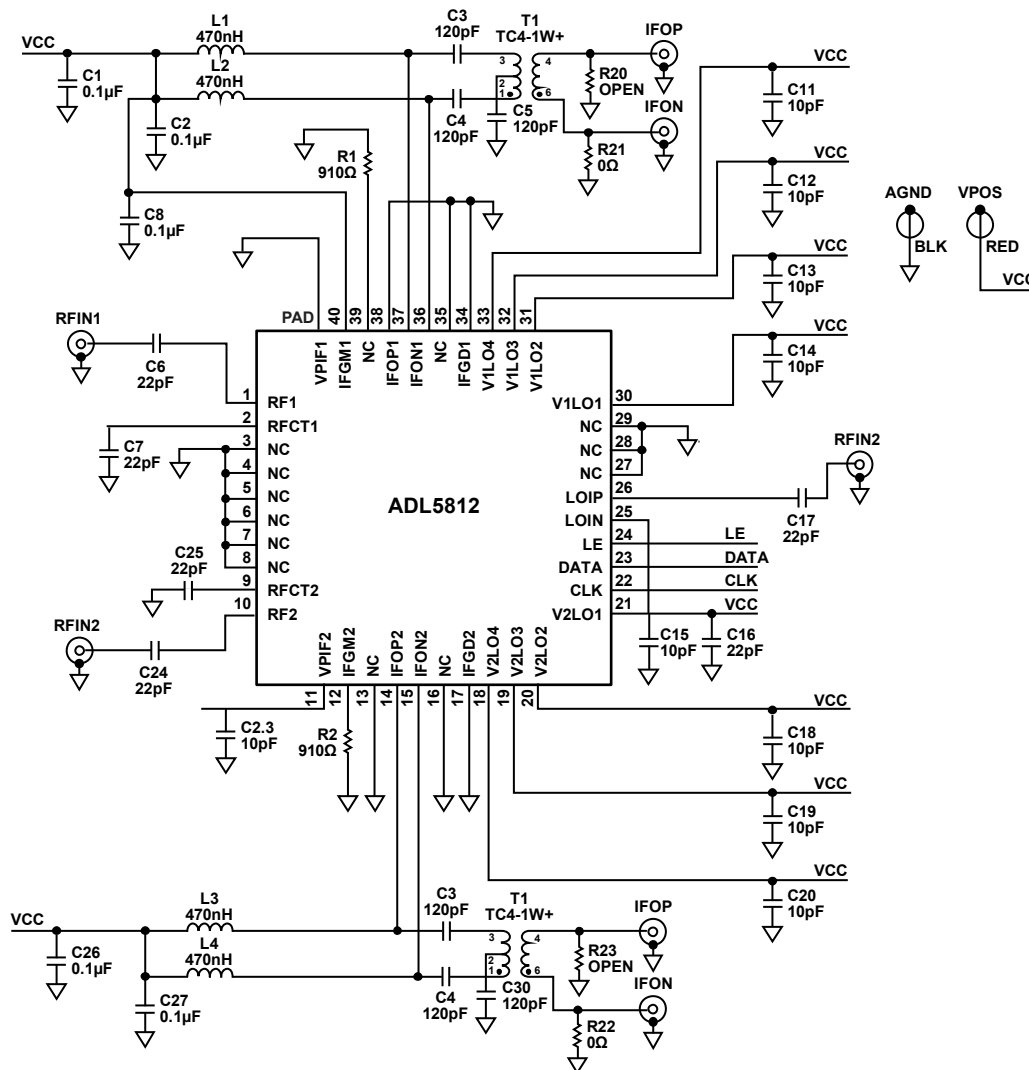 L1
470nH
L2
470nH
VCC
C1
0.1µF
C2
0.1µF
C3
120pF
T1
TC4-1W+
3
4
2
1
6
C4
120pF
C5
120pF
IFOP
R20
OPEN
IFON
R21
0Ω
VCC
C11
10pF
VCC
C12
10pF
VCC
C13
10pF
VCC
C14
10pF
AGND
BLK
VPOS
RED
VCC
R1
910Ω
C8
0.1µF
PAD
40
39
38
37
36
35
34
33
32
31
VPIF1
IFGM1
NC
IFOP1
IFON1
NC
IFGD1
V1LO4
V1LO3
V1LO2
RFIN1
C6
22pF
1
RF1
2
RFCT1
C7
22pF
3
NC
4
NC
5
NC
6
NC
7
NC
8
NC
C25
22pF
9
RFCT2
10
RF2
RFIN2
C24
22pF
ADL5812
V1LO1
30
NC
29
NC
28
NC
27
LOIP
26
LOIN
25
LE
24
LE
DATA
23
DATA
CLK
22
CLK
V2LO1
21
VCC
RFIN2
C17
22pF
C15
10pF
C16
22pF
VPIF2
IFGM2
NC
IFOP2
IFON2
NC
IFGD2
V2LO4
V2LO3
V2LO2
11
12
13
14
15
16
17
18
19
20
C2.3
10pF
R2
910Ω
VCC
C18
10pF
VCC
C19
10pF
VCC
C20
10pF
VCC
C26
0.1µF
L3
470nH
L4
470nH
C27
0.1µF
C3
120pF
T1
TC4-1W+
3
4
2
1
6
C4
120pF
C30
120pF
IFOP
R23
OPEN
IFON
R22
0Ω